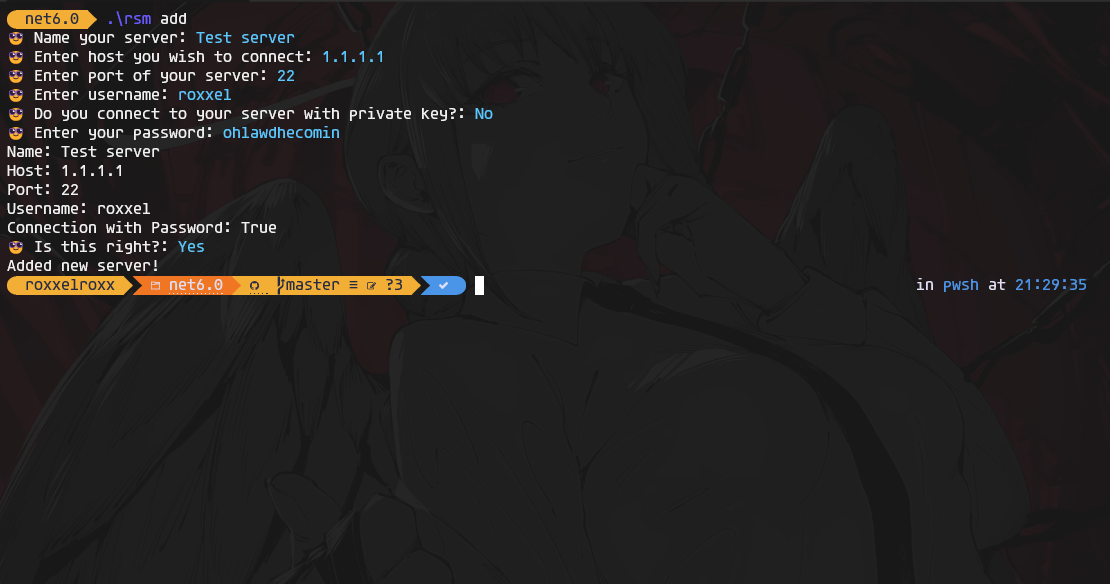 net6.0 .\rsm add
Name your server: Test server
Enter host you wish to connect: 1.1.1.1
Enter port of your server: 22
Enter username: roxxel
Do you connect to your server with private key?: No
Enter your password: ohlawdhecomin
Name: Test server
Host: 1.1.1.1
Port: 22
Username: roxxel
Connection with Password: True
Is this right?: Yes
Added new server!
roxxelroxx net6.0 master ≡ ?3 in pwsh at 21:29:35